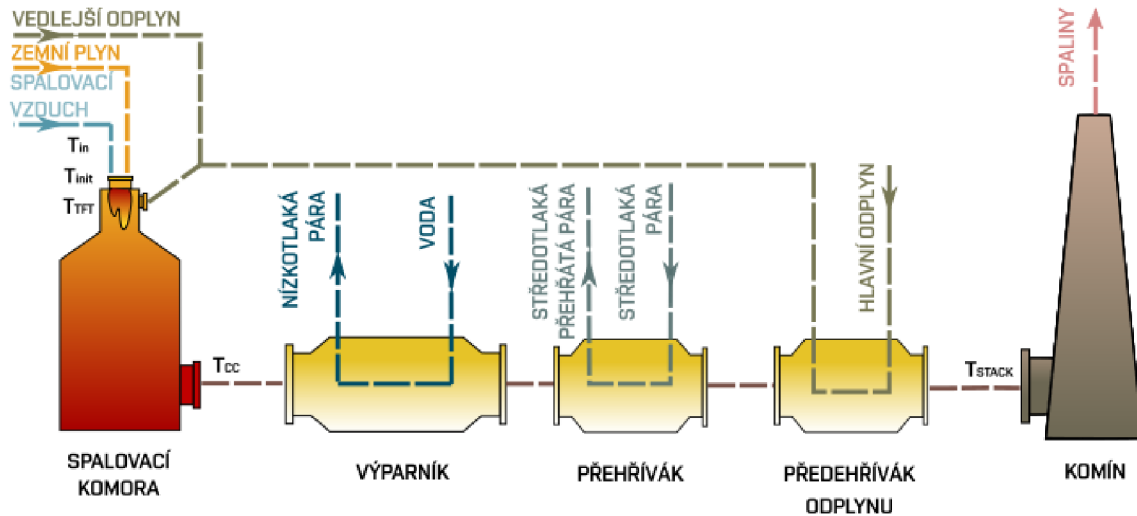 VEDLEJŠÍ ODPLYN
ZEMNÍ PLYN
SPALOVACÍ
VZDUCH
Tin
Tinit
TTFT
NÍZKOTLAKÁ
PÁRA
VODA
STŘEDOTLAKÁ
PŘEHŘÁTÁ PÁRA
STŘEDOTLAKÁ
PÁRA
HLAVNÍ ODPLYN
SPALINY
TCC
TSTACK
SPALOVACÍ
KOMORA
VÝPARNÍK
PŘEHŘÍVÁK
PŘEDEHŘÍVÁK
ODPLYNU
KOMÍN